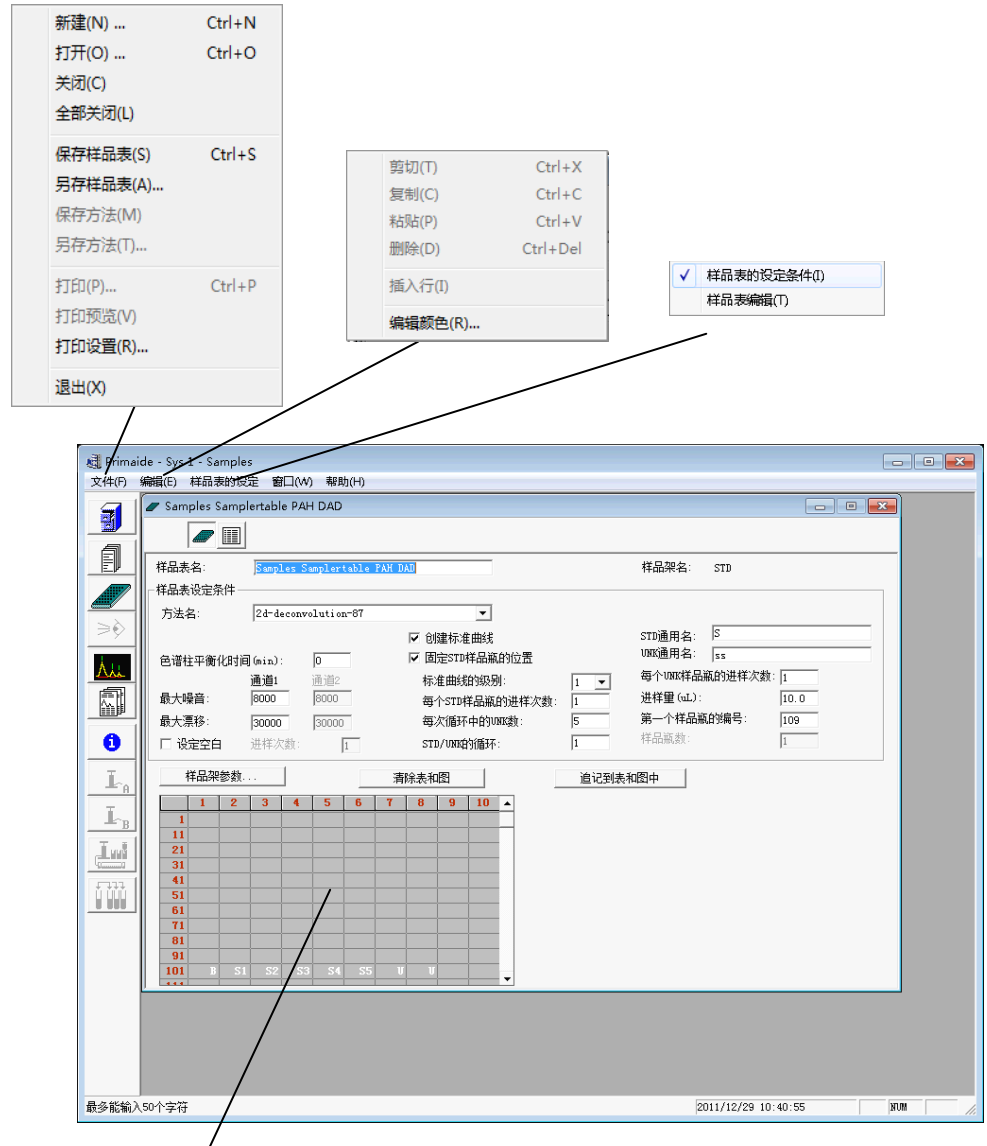 新建(N) ... Ctrl+N
打开(O) ... Ctrl+O
关闭(C)
全部关闭(L)
保存样品表(S) Ctrl+S
另存样品表(A)...
保存方法(M)
另存方法(T)...
打印(P)... Ctrl+P
打印预览(V)
打印设置(R)...
退出(X)
剪切(T) Ctrl+X
复制(C) Ctrl+C
粘贴(P) Ctrl+V
删除(D) Ctrl+Del
插入行(I)
编辑颜色(R)...
✓ 样品表的设定条件(I)
样品表编辑(T)
Primaide - Sys 1 - Samples
文件(F) 编辑(E) 样品表的设定 窗口(W) 帮助(H)
Samples Samplertable PAH DAD
样品表名: Samples Samplertable PAH DAD 样品架名: STD
样品表设定条件
方法名: 2d-deconvolution-87
创建标准曲线 STD通用名: S
色谱柱平衡化时间(min): 0 固定STD样品瓶的位置 UNK通用名: ss
通道1 通道2 标准曲线的级别: 1 每个UNK样品瓶的进样次数: 1
最大噪音: 8000 8000 每个STD样品瓶的进样次数: 1 进样量(uL): 10.0
最大漂移: 30000 30000 每次循环中的UNK数: 5 第一个样品瓶的编号: 109
设定空白 进样次数: 1 STD/UNK的循环: 1 样品瓶数: 1
样品架参数... 清除表和图 追记到表和图中
1 2 3 4 5 6 7 8 9 10
1
11
21
31
41
51
61
71
81
91
101 B S1 S2 S3 S4 S5 U U
111
A
B
最多能输入50个字符 2011/12/29 10:40:55 NUM